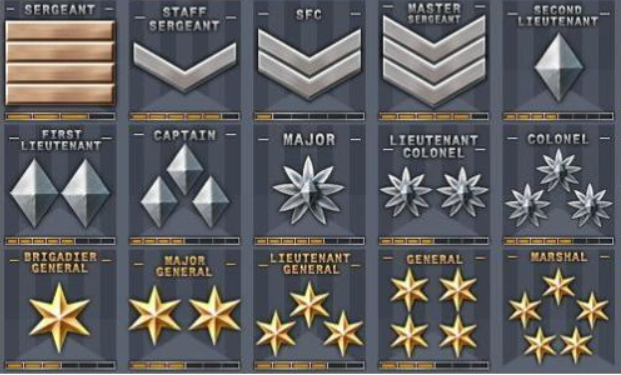 SERGEANT
STAFF
SERGEANT
SFC
MASTER
SERGEANT
SECOND
LIEUTENANT
FIRST
LIEUTENANT
CAPTAIN
MAJOR
LIEUTENANT
COLONEL
COLONEL
BRIGADIER
GENERAL
MAJOR
GENERAL
LIEUTENANT
GENERAL
GENERAL
MARSHAL